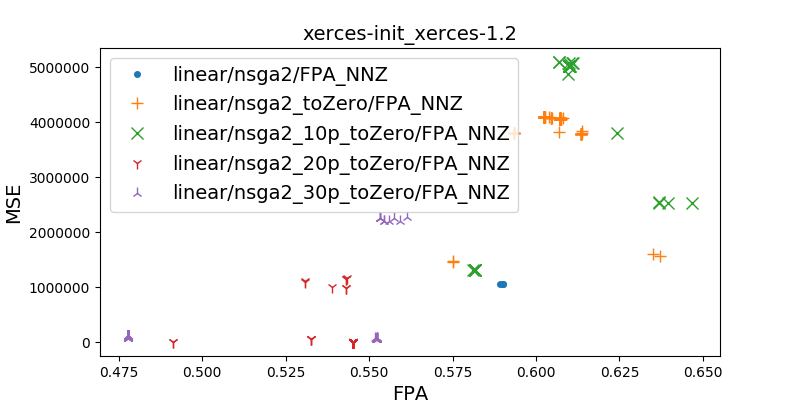 xerces-init_xerces-1.2
MSE
5000000
4000000
3000000
2000000
1000000
0
linear/nsga2/FPA_NNZ
linear/nsga2_toZero/FPA_NNZ
linear/nsga2_10p_toZero/FPA_NNZ
linear/nsga2_20p_toZero/FPA_NNZ
linear/nsga2_30p_toZero/FPA_NNZ
0.475 0.500 0.525 0.550 0.575 0.600 0.625 0.650
FPA